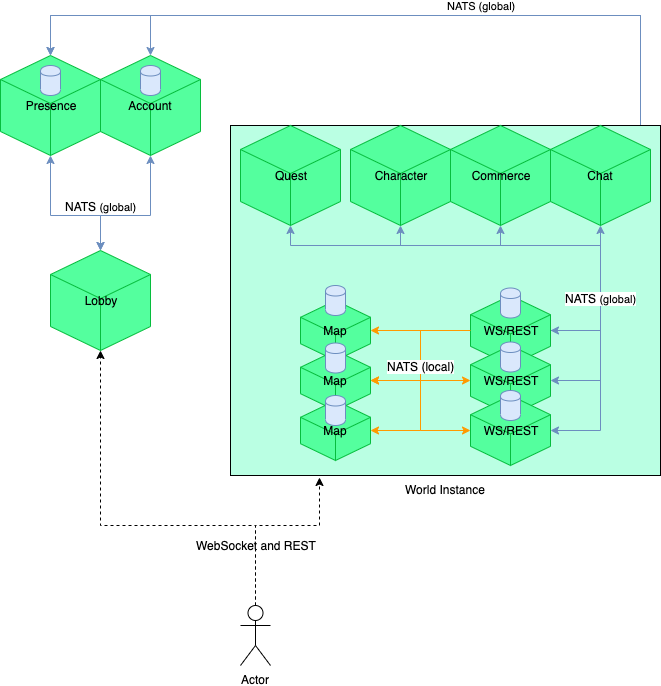 NATS (global)
Presence
Account
Quest
Character
Commerce
Chat
NATS (global)
Lobby
NATS (global)
Map
WS/REST
NATS (local)
Map
WS/REST
Map
WS/REST
World Instance
WebSocket and REST
Actor